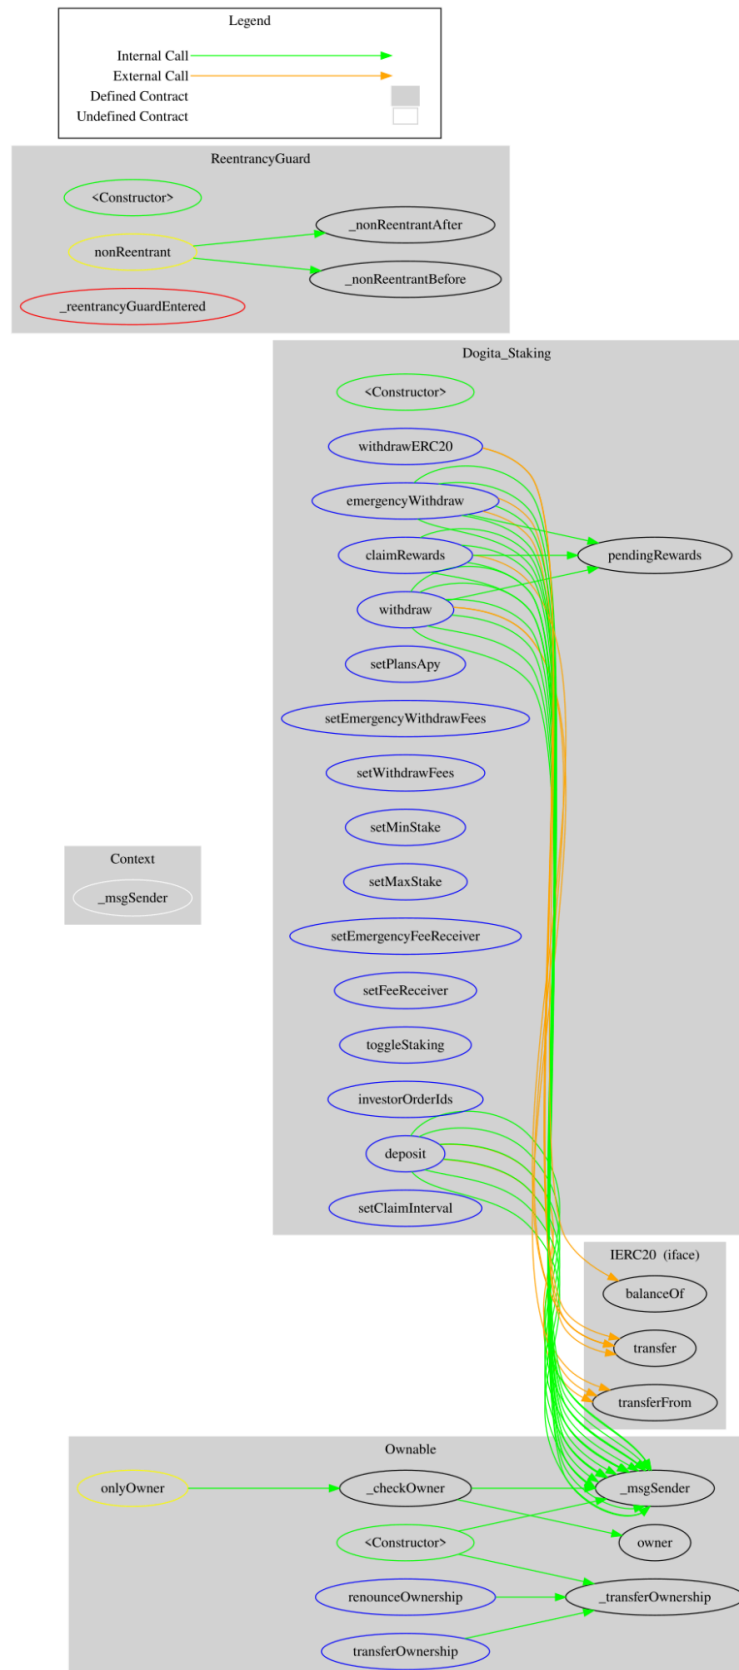 Legend
Internal Call
External Call
Defined Contract
Undefined Contract
ReentrancyGuard
<Constructor>
_nonReentrantAfter
nonReentrant
_nonReentrantBefore
_reentrancyGuardEntered
Dogita_Staking
<Constructor>
withdrawERC20
emergencyWithdraw
claimRewards
pendingRewards
withdraw
setPlansApy
setEmergencyWithdrawFees
setWithdrawFees
setMinStake
Context
setMaxStake
_msgSender
setEmergencyFeeReceiver
setFeeReceiver
toggleStaking
investorOrderIds
deposit
setClaimInterval
IERC20 (iface)
balanceOf
transfer
transferFrom
Ownable
onlyOwner
_checkOwner
_msgSender
<Constructor>
owner
renounceOwnership
_transferOwnership
transferOwnership